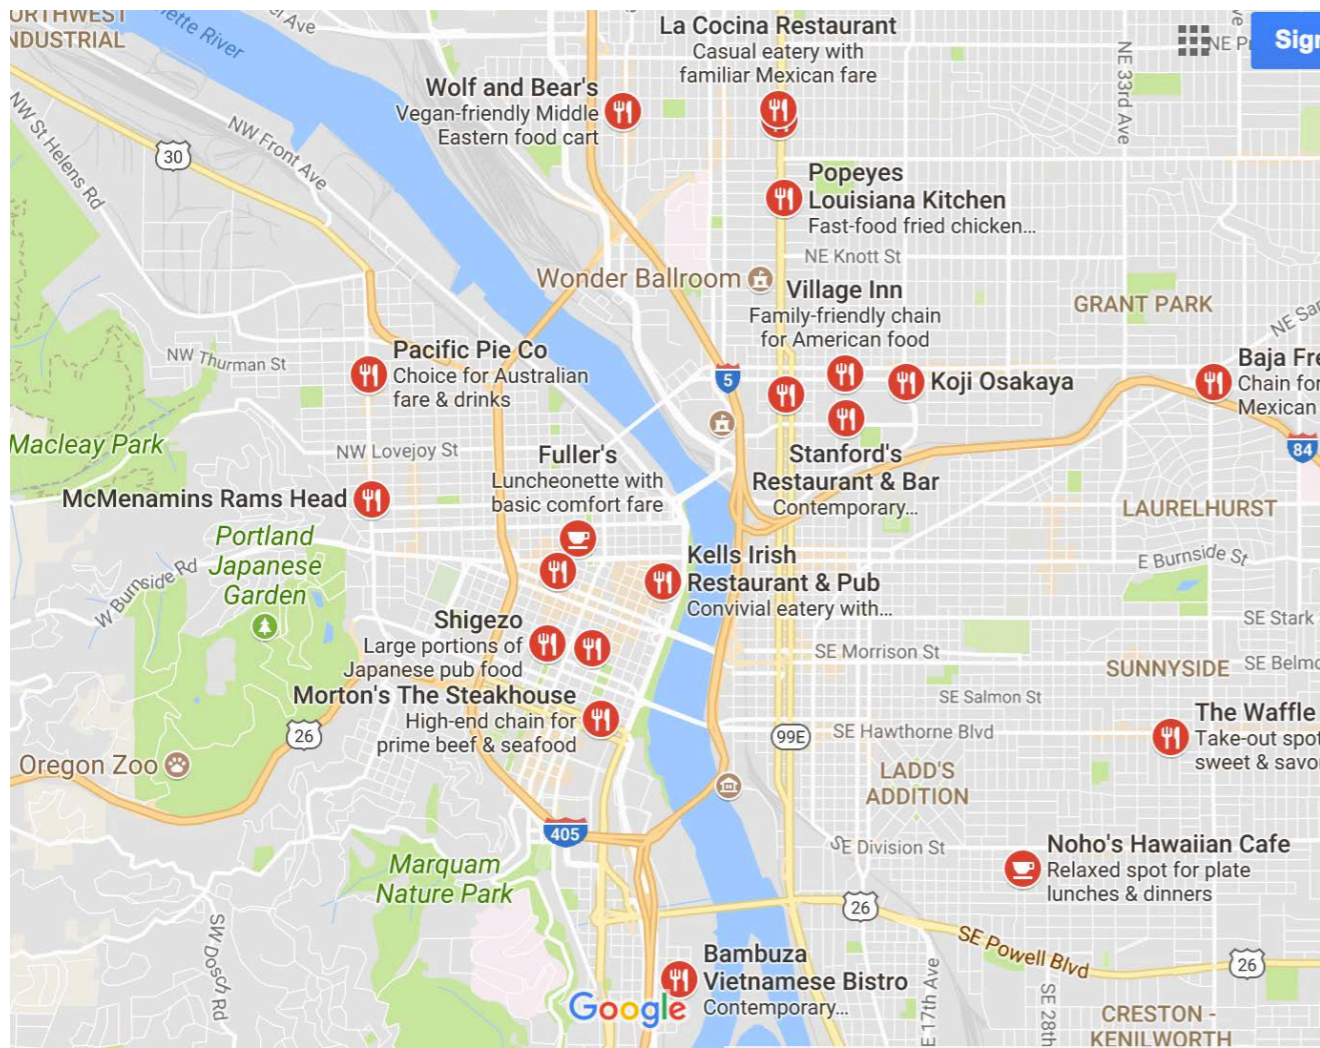 NDUSTRIAL
La Cocina Restaurant
Casual eatery with
familiar Mexican fare
Sign
NE 33rd Ave
Wolf and Bear's
Vegan-friendly Middle
Eastern food cart
30
NW Front Ave
NW St Helens Rd
Popeyes
Louisiana Kitchen
Fast-food fried chicken...
NE Knott St
Wonder Ballroom
Village Inn
Family-friendly chain
for American food
GRANT PARK
NE Sar
Pacific Pie Co
Choice for Australian
fare & drinks
NW Thurman St
5
Koji Osakaya
Baja Fre
Chain for
Mexican
Macleay Park
NW Lovejoy St
Fuller's
Luncheonette with
basic comfort fare
Stanford's
Restaurant & Bar
Contemporary...
84
McMenamins Rams Head
LAURELHURST
Portland
Japanese
Garden
W Burnside Rd
Kells Irish
Restaurant & Pub
Convivial eatery with...
E Burnside St
Shigezo
Large portions of
Japanese pub food
SE Stark
SE Morrison St
SUNNYSIDE
SE Belmo
Morton's The Steakhouse
High-end chain for
prime beef & seafood
SE Salmon St
26
99E
SE Hawthorne Blvd
The Waffle
Take-out spot
sweet & savo
Oregon Zoo
LADD'S
ADDITION
405
SE Division St
Noho's Hawaiian Cafe
Relaxed spot for plate
lunches & dinners
Marquam
Nature Park
26
SE Powell Blvd
26
SW Dosch Rd
Bambuza
Vietnamese Bistro
Contemporary...
Google
E 17th Ave
SE 28th
CRESTON -
KENILWORTH